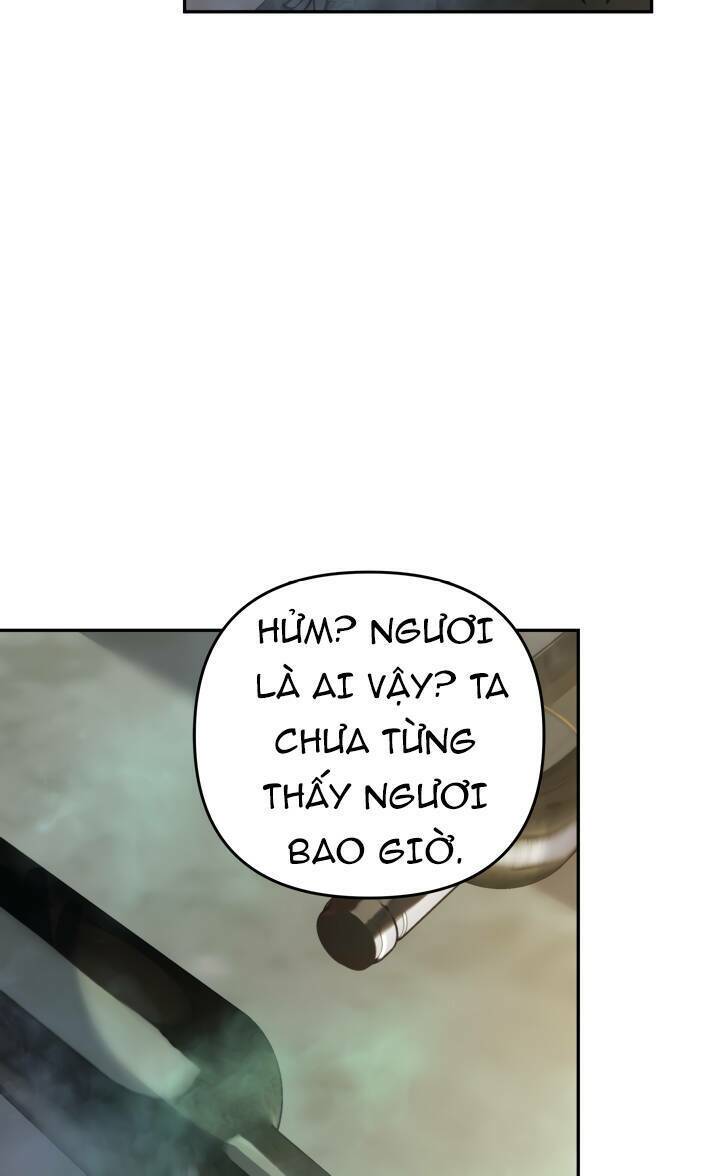 HỬM? NGƯƠI
LÀ AI VẬY? TA
CHƯA TỪNG
THẤY NGƯƠI
BAO GIỜ.